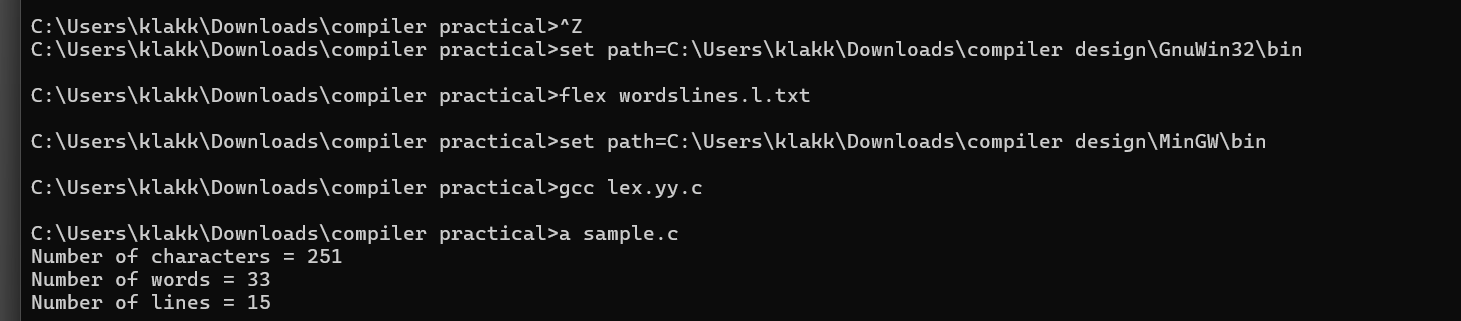 C:\Users\klakk\Downloads\compiler practical>^Z
C:\Users\klakk\Downloads\compiler practical>set path=C:\Users\klakk\Downloads\compiler design\GnuWin32\bin
C:\Users\klakk\Downloads\compiler practical>flex wordslines.l.txt
C:\Users\klakk\Downloads\compiler practical>set path=C:\Users\klakk\Downloads\compiler design\MinGW\bin
C:\Users\klakk\Downloads\compiler practical>gcc lex.yy.c
C:\Users\klakk\Downloads\compiler practical>a sample.c
Number of characters = 251
Number of words = 33
Number of lines = 15